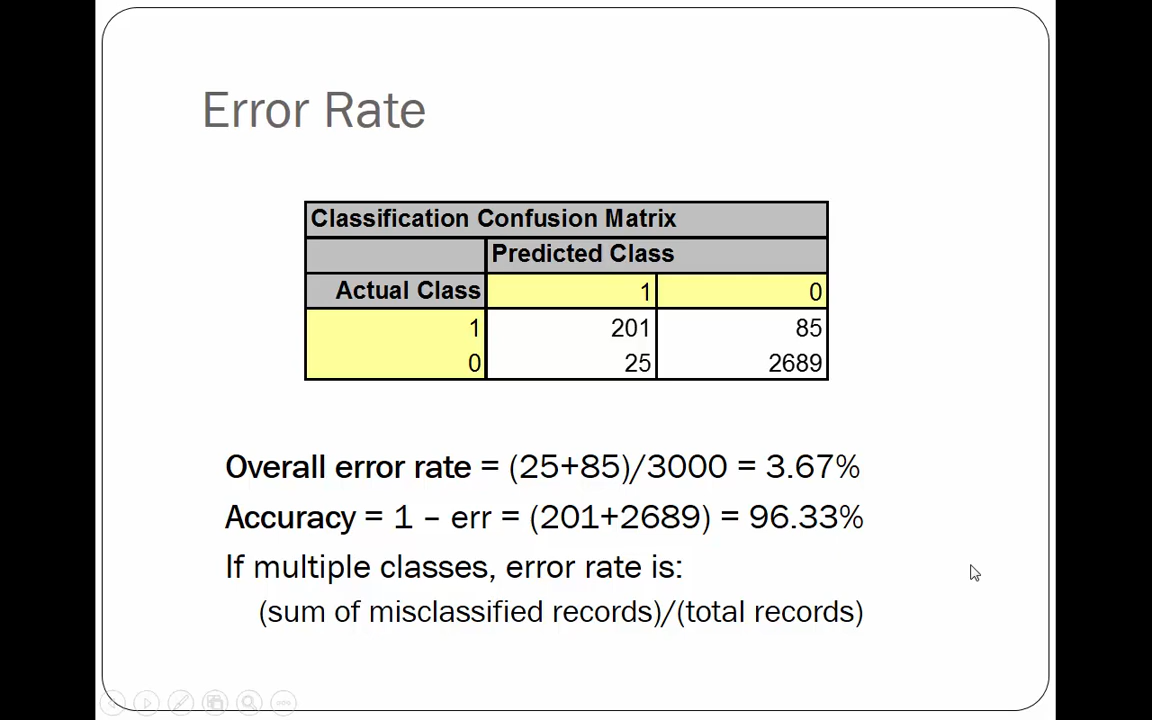 Error Rate
Classification Confusion Matrix
Predicted Class
Actual Class 1 0
1 201 85
0 25 2689
Overall error rate = (25+85)/3000 = 3.67%
Accuracy = 1 – err = (201+2689) = 96.33%
If multiple classes, error rate is:
(sum of misclassified records)/(total records)